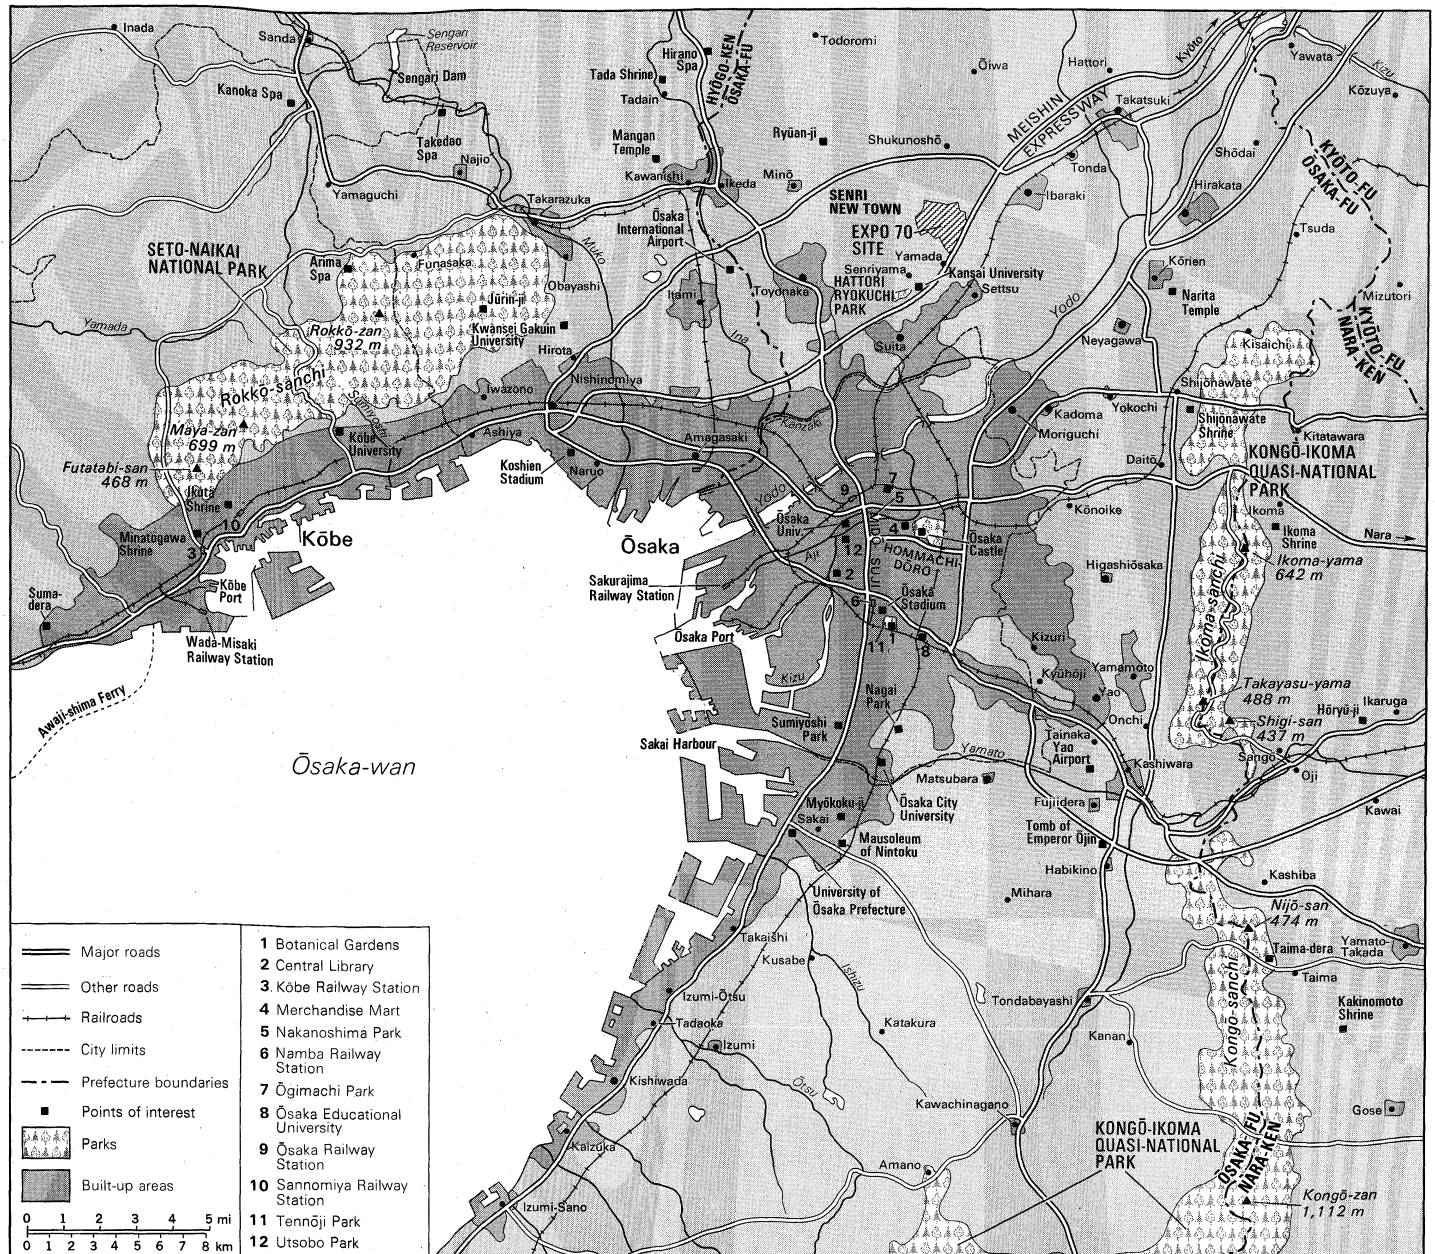 Inada
Sanda
Sengari
Reservoir
Sengari Dam
Kanoka Spa
Takedao
Spa
Najio
Yamaguchi
Takarazuka
Hirano
Spa
Tada Shrine
Tadain
HYŌGO-KEN
ŌSAKA-FU
Mangan
Temple
Kawanishi
Ikeda
Minō
Todoromi
Ryūan-ji
Shukunoshō
Ōiwa
Hattori
MEISHIN
EXPRESSWAY
Takatsuki
Tonda
Ibaraki
Kyōto
Yawata
Kizu
Kōzuya
Shōdai
Hirakata
KYŌTO-FU
ŌSAKA-FU
Tsuda
Mizutori
KYŌTO-FU
NARA-KEN
SETO-NAIKAI
NATIONAL PARK
Arima
Spa
Funasaka
Muko
Obayashi
Jūrin-ji
Kwansei Gakuin
University
Rokkō-zan
932 m
Yamada
Ōsaka
International
Airport
Itami
Ina
Toyonaka
SENRI
NEW TOWN
EXPO 70
SITE
Yamada
Senriyama
HATTORI
RYOKUCHI
PARK
Kansai University
Settsu
Suita
Yodo
Kōrien
Narita
Temple
Neyagawa
Kisaichi
Hirota
Nishinomiya
Iwazono
Rokko-sanchi
Sumiyoshi
Maya-zan
699 m
Kōbe
University
Ashiya
Futatabi-san
468 m
Ikuta
Shrine
10
Minatogawa
Shrine
3
Kōbe
Koshien
Stadium
Naruo
Amagasaki
Kanzaki
Yodo
Moriguchi
Kadoma
Yokochi
Shijōnawate
Shijōnawate
Shrine
Kitatawara
Daitō
KONGŌ-IKOMA
QUASI-NATIONAL
PARK
Kōnoike
Ikoma
Ikoma
Shrine
Nara
Ikoma-yama
642 m
Ikoma-sanchi
Higashiōsaka
Suma-
dera
Kōbe
Port
Wada-Misaki
Railway Station
Awaji-shima Ferry
Ōsaka
Ōsaka
Univ.
9
7
5
4
12
2
6
1
11
8
Aji
MIDŌ SUJI
HOMMACHI-
DŌRO
Ōsaka
Castle
Ōsaka
Stadium
Sakurajima
Railway Station
Ōsaka Port
Kizu
Nagai
Park
Sumiyoshi
Park
Sakai Harbour
Ōsaka-wan
Kizuri
Kyūhōji
Yamamoto
Yao
Onchi
Tainaka
Yao
Airport
Kashiwara
Yamato
Matsubara
Takayasu-yama
488 m
Shigi-san
437 m
Hōryū-ji
Ikaruga
Sango
Oji
Kawai
Myōkoku-ji
Sakai
Ōsaka City
University
Mausoleum
of Nintoku
Fujiidera
Tomb of
Emperor Ojin
Habikino
University of
Ōsaka Prefecture
Mihara
Kashiba
Nijō-san
474 m
Taima-dera
Yamato-
Takada
Taima
Kakinomoto
Shrine
Takaishi
Kusabe
Ishizu
Izumi-Ōtsu
Tadaoka
Izumi
Katakura
Tondabayashi
Kanan
Kongō-sanchi
Kishiwada
Ōtsu
Kawachinagano
Gose
Kaizuka
Amano
KONGŌ-IKOMA
QUASI-NATIONAL
PARK
ŌSAKA-FU
NARA-KEN
Kongō-zan
1,112 m
Izumi-Sano
Major roads
Other roads
Railroads
City limits
Prefecture boundaries
Points of interest
Parks
Built-up areas
0 1 2 3 4 5 mi
0 1 2 3 4 5 6 7 8 km
1 Botanical Gardens
2 Central Library
3 Kōbe Railway Station
4 Merchandise Mart
5 Nakanoshima Park
6 Namba Railway
Station
7 Ōgimachi Park
8 Ōsaka Educational
University
9 Ōsaka Railway
Station
10 Sannomiya Railway
Station
11 Tennōji Park
12 Utsobo Park